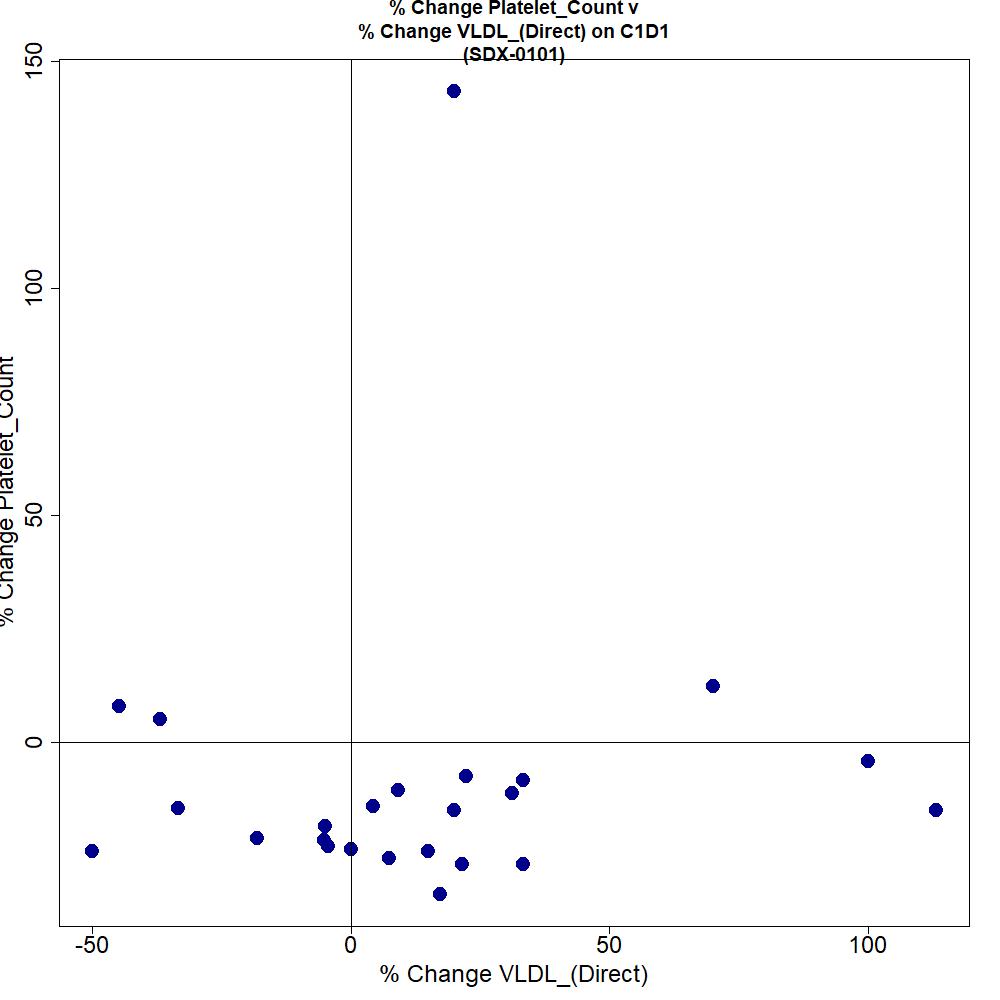 % Change Platelet_Count v
% Change VLDL_(Direct) on C1D1
(SDX-0101)
150
100
50
0
% Change Platelet_Count
-50
0
50
100
% Change VLDL_(Direct)